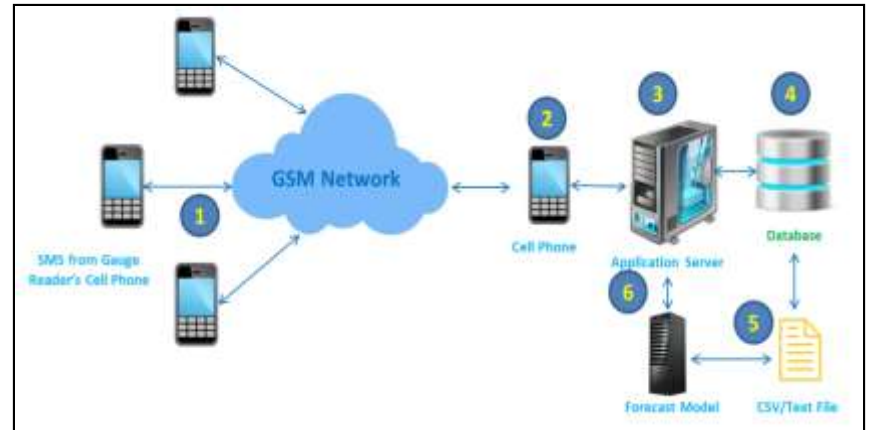 GSM Network
1
SMS from Gauge
Reader's Cell Phone
2
Cell Phone
3
Application Server
4
Database
5
CSV/Text File
6
Forecast Model